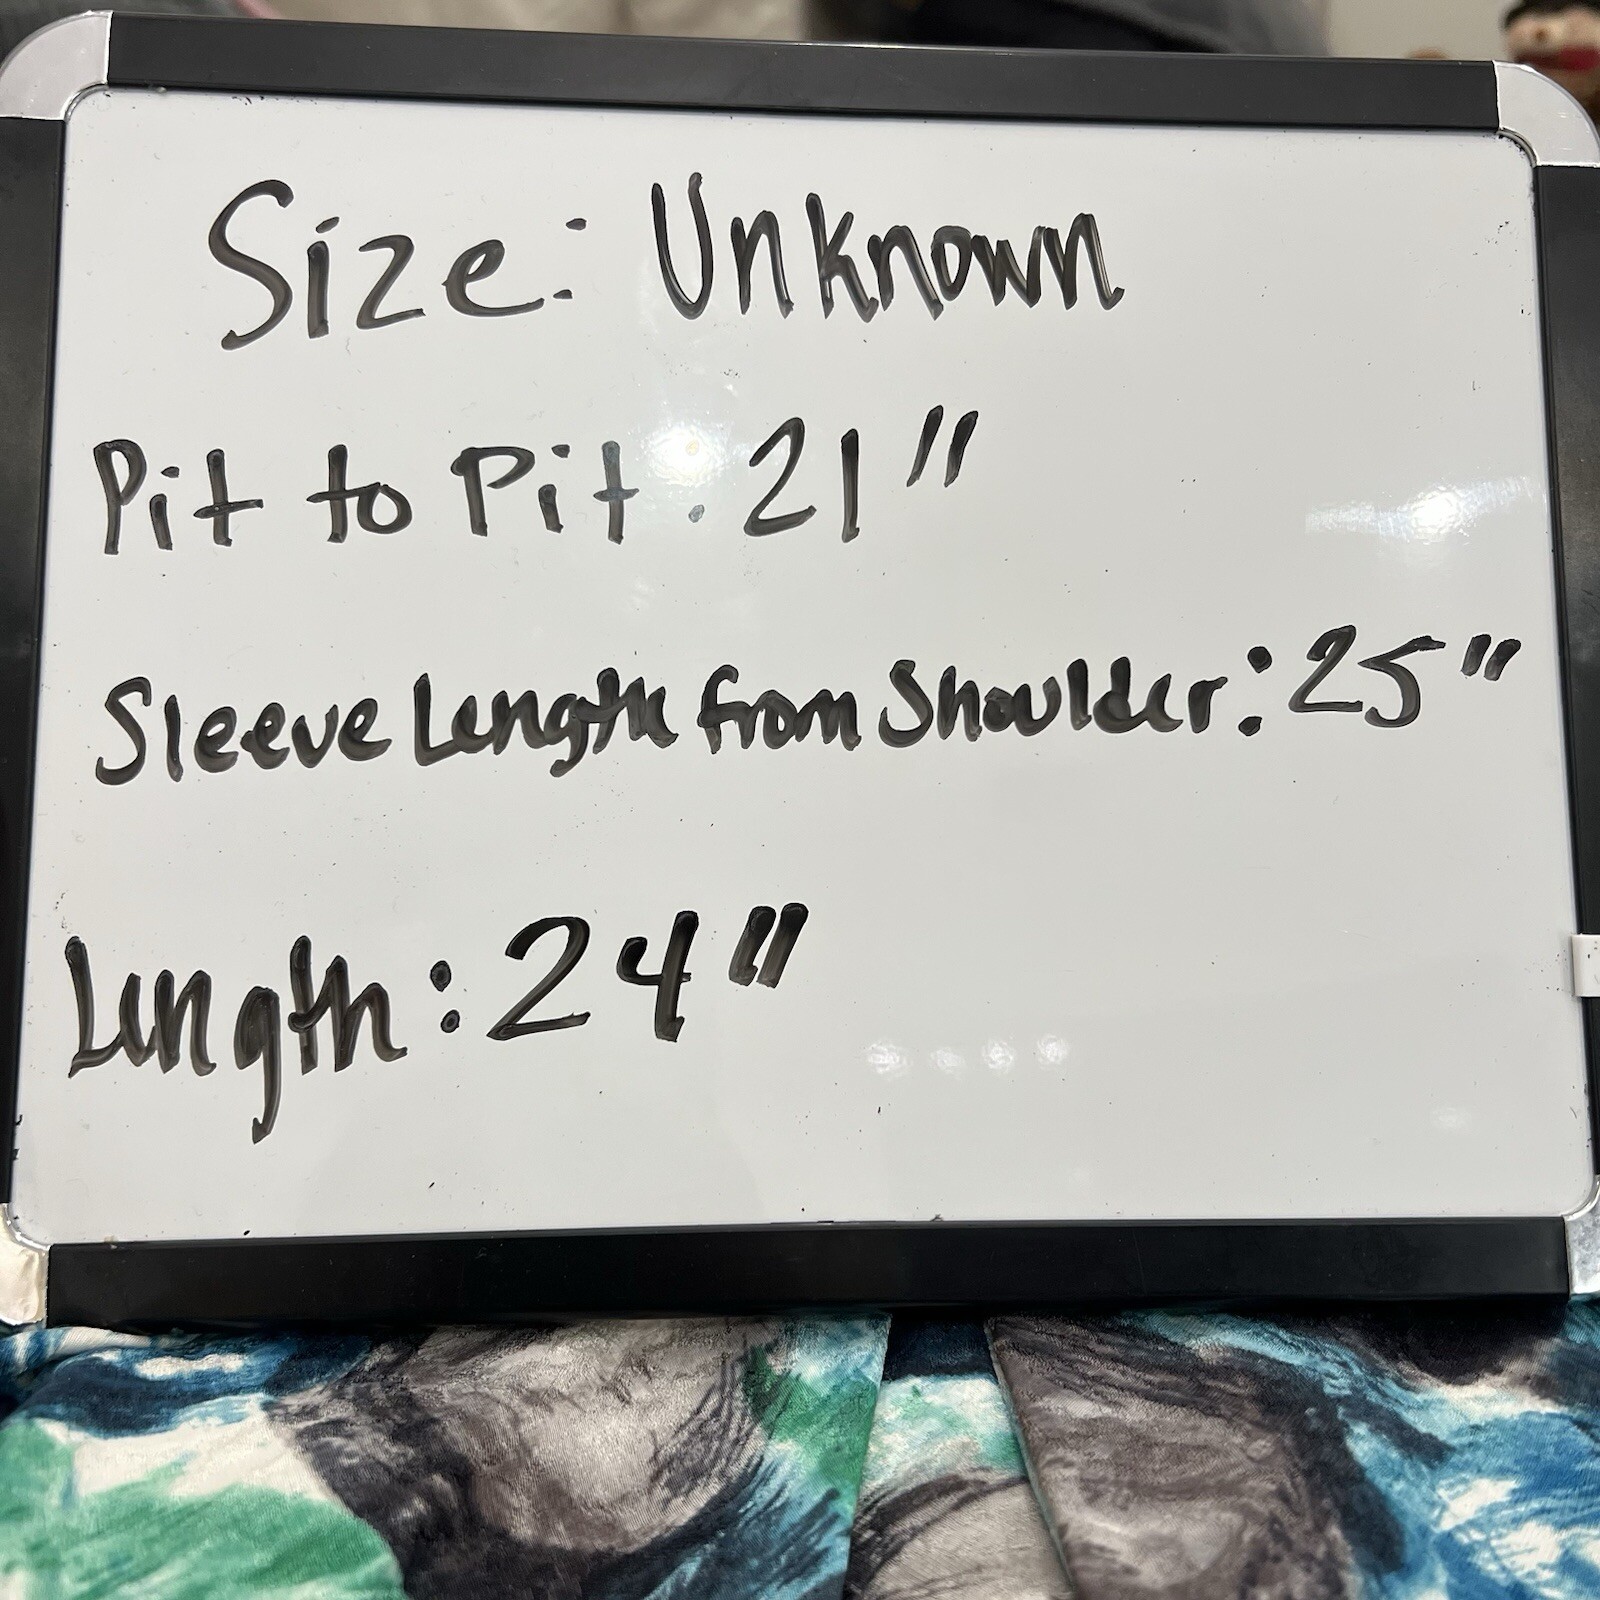 Size: Unknown
Pit to Pit: 21"
Sleeve Length from Shoulder: 25"
Length: 24"